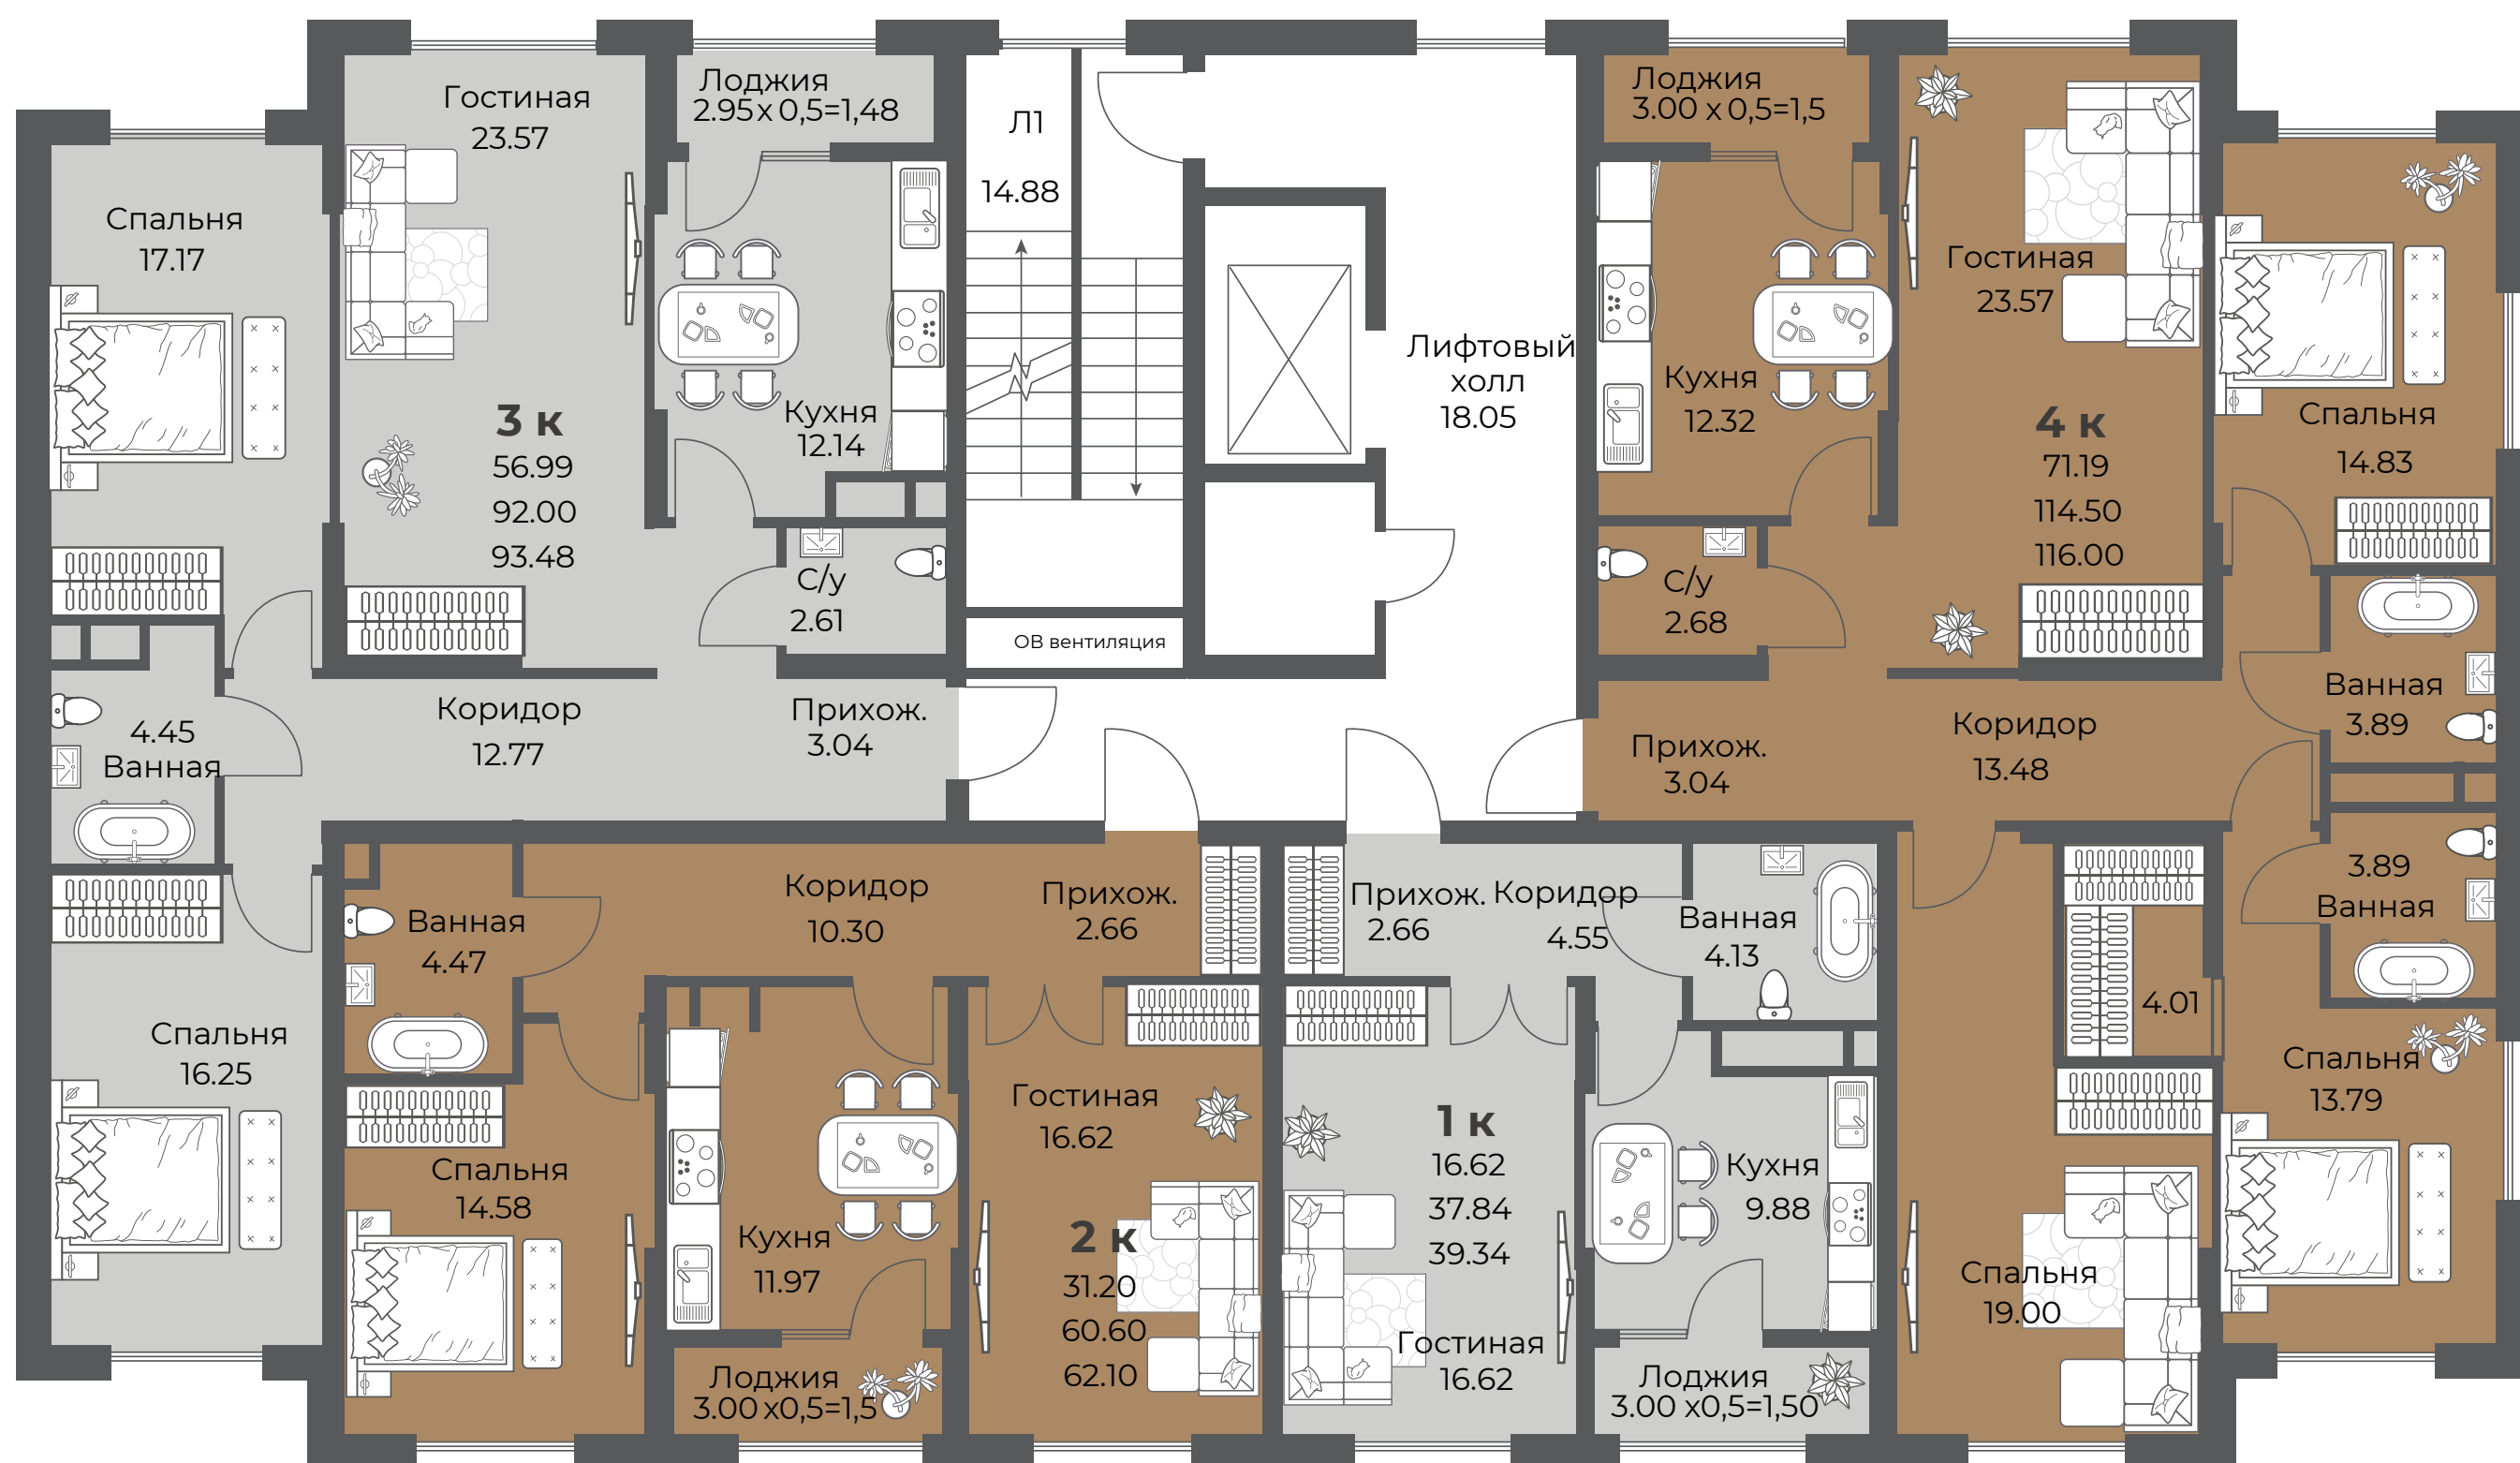 Гостиная
23.57
Лоджия
2.95 x 0,5=1,48
Спальня
17.17
3 к
56.99
92.00
93.48
Кухня
12.14
С/у
2.61
4.45
Ванная
Коридор
12.77
Прихож.
3.04
Спальня
16.25
Л1
14.88
ОВ вентиляция
Лифтовый
холл
18.05
Лоджия
3.00 x 0,5=1,5
Гостиная
23.57
Кухня
12.32
4 к
71.19
114.50
116.00
Спальня
14.83
С/у
2.68
Ванная
3.89
Прихож.
3.04
Коридор
13.48
3.89
Ванная
4.01
Спальня
13.79
Спальня
19.00
Ванная
4.47
Коридор
10.30
Прихож.
2.66
Спальня
14.58
Кухня
11.97
Гостиная
16.62
2 к
31.20
60.60
62.10
Лоджия
3.00 x0,5=1,5
Прихож.
2.66
Коридор
4.55
Ванная
4.13
1 к
16.62
37.84
39.34
Кухня
9.88
Гостиная
16.62
Лоджия
3.00 x0,5=1,50